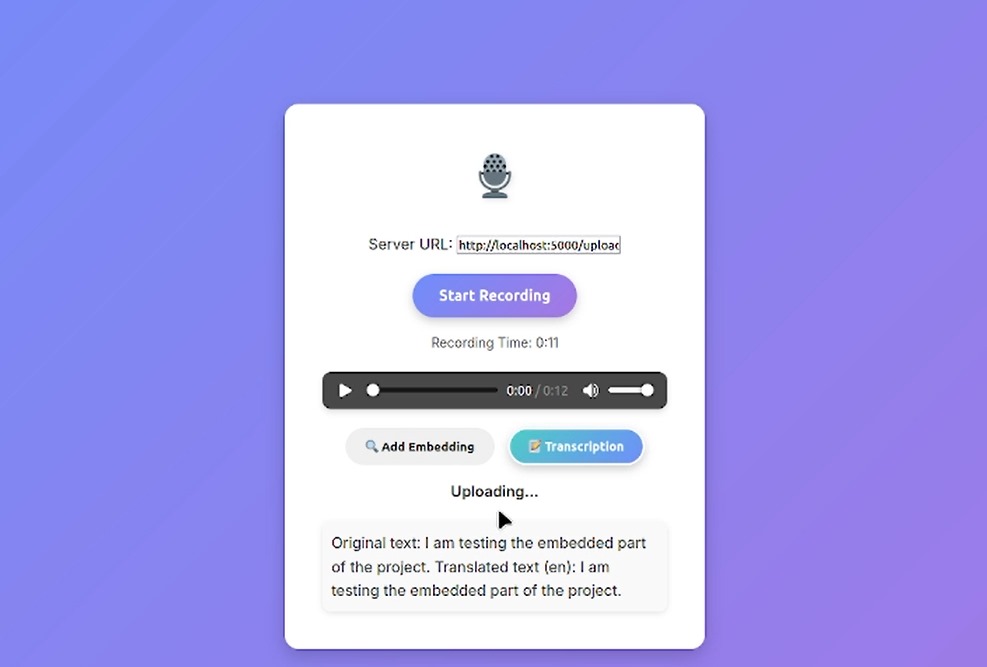 Server URL: http://localhost:5000/upload
Start Recording
Recording Time: 0:11
0:00 / 0:12
Add Embedding Transcription
Uploading...
Original text: I am testing the embedded part
of the project. Translated text (en): I am
testing the embedded part of the project.